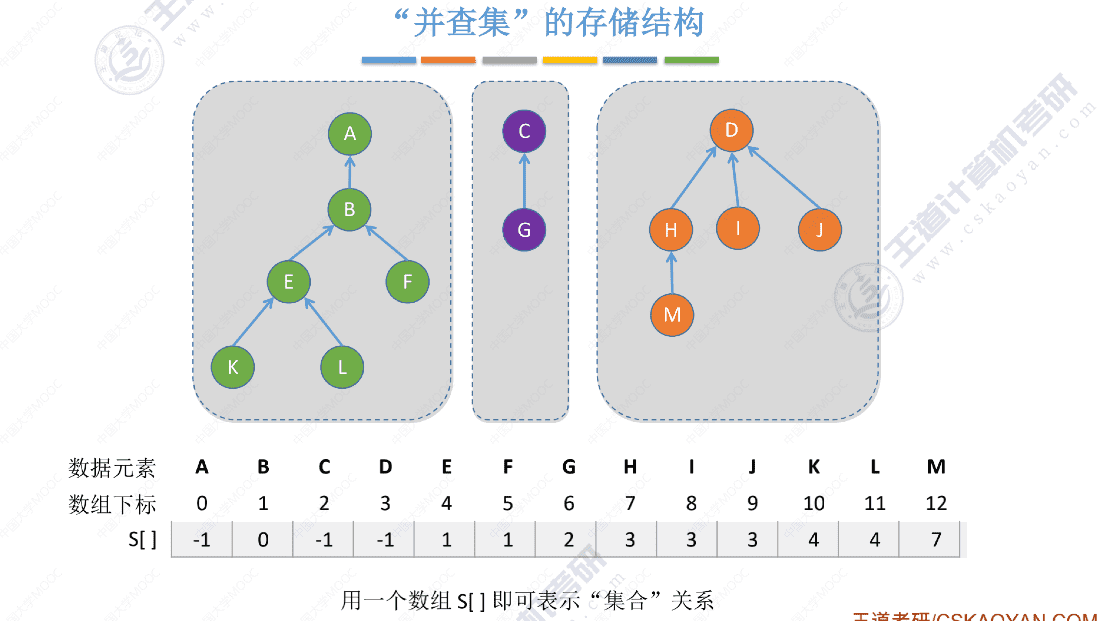 “并查集”的存储结构
A C D
B G H I J
E F
M
K L
数据元素 A B C D E F G H I J K L M
数组下标 0 1 2 3 4 5 6 7 8 9 10 11 12
S[ ] -1 0 -1 -1 1 1 2 3 3 3 4 4 7
用一个数组 S[ ] 即可表示“集合”关系
王道考研/CSKAOYAN.COM
王道计算机考研
www.cskaoyan.com